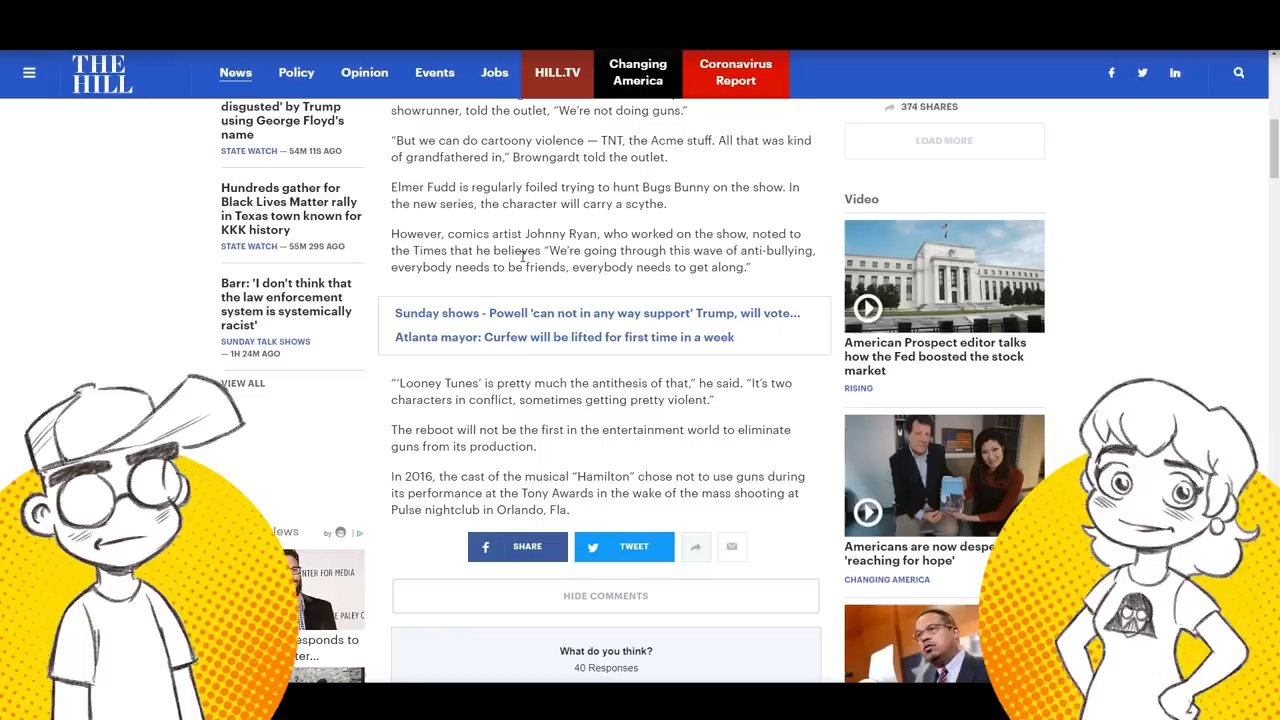 THE
HILL
News
Policy
Opinion
Events
Jobs
HILL.TV
Changing
America
Coronavirus
Report
disgusted' by Trump
using George Floyd's
name
STATE WATCH — 54M 11S AGO
Hundreds gather for
Black Lives Matter rally
in Texas town known for
KKK history
STATE WATCH — 55M 29S AGO
Barr: 'I don't think that
the law enforcement
system is systemically
racist'
SUNDAY TALK SHOWS
— 1H 24M AGO
VIEW ALL
News
by
ENTER FOR MEDIA
E PALEY C
esponds to
ter...
showrunner, told the outlet, “We’re not doing guns.”
“But we can do cartoony violence — TNT, the Acme stuff. All that was kind
of grandfathered in,” Browngardt told the outlet.
Elmer Fudd is regularly foiled trying to hunt Bugs Bunny on the show. In
the new series, the character will carry a scythe.
However, comics artist Johnny Ryan, who worked on the show, noted to
the Times that he believes “We’re going through this wave of anti-bullying,
everybody needs to be friends, everybody needs to get along.”
Sunday shows - Powell 'can not in any way support' Trump, will vote...
Atlanta mayor: Curfew will be lifted for first time in a week
“‘Looney Tunes’ is pretty much the antithesis of that,” he said. “It’s two
characters in conflict, sometimes getting pretty violent.”
The reboot will not be the first in the entertainment world to eliminate
guns from its production.
In 2016, the cast of the musical “Hamilton” chose not to use guns during
its performance at the Tony Awards in the wake of the mass shooting at
Pulse nightclub in Orlando, Fla.
SHARE
TWEET
HIDE COMMENTS
What do you think?
40 Responses
374 SHARES
LOAD MORE
Video
American Prospect editor talks
how the Fed boosted the stock
market
RISING
Americans are now despe
'reaching for hope'
CHANGING AMERICA